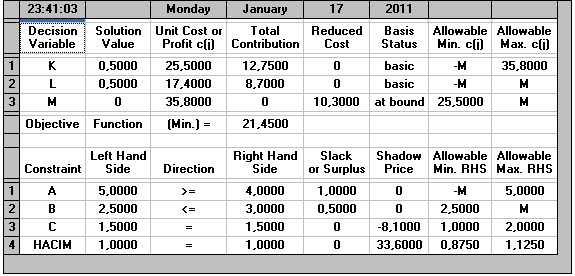 23:41:03 Monday January 17 2011
Decision Solution Unit Cost or Total Reduced Basis Allowable Allowable
Variable Value Profit c(j) Contribution Cost Status Min. c(j) Max. c(j)
1 K 0,5000 25,5000 12,7500 0 basic -M 35,8000
2 L 0,5000 17,4000 8,7000 0 basic -M M
3 M 0 35,8000 0 10,3000 at bound 25,5000 M
Objective Function (Min.) = 21,4500
Left Hand Right Hand Slack Shadow Allowable Allowable
Constraint Side Direction Side or Surplus Price Min. RHS Max. RHS
1 A 5,0000 >= 4,0000 1,0000 0 -M 5,0000
2 B 2,5000 <= 3,0000 0,5000 0 2,5000 M
3 C 1,5000 = 1,5000 0 -8,1000 1,0000 2,0000
4 HACIM 1,0000 = 1,0000 0 33,6000 0,8750 1,1250